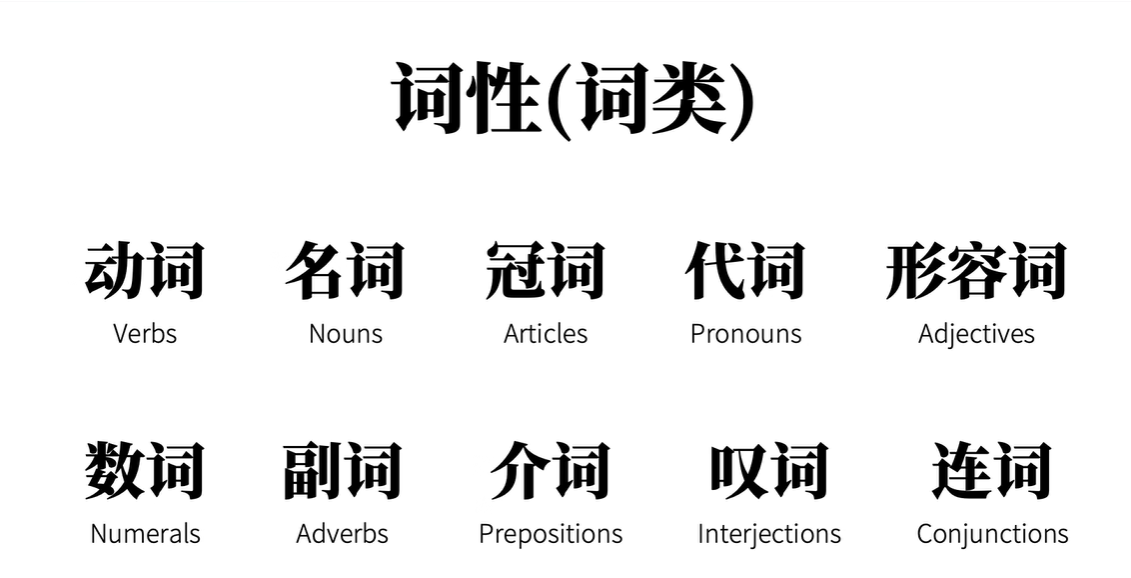 词性(词类)
动词 名词 冠词 代词 形容词
Verbs Nouns Articles Pronouns Adjectives
数词 副词 介词 叹词 连词
Numerals Adverbs Prepositions Interjections Conjunctions